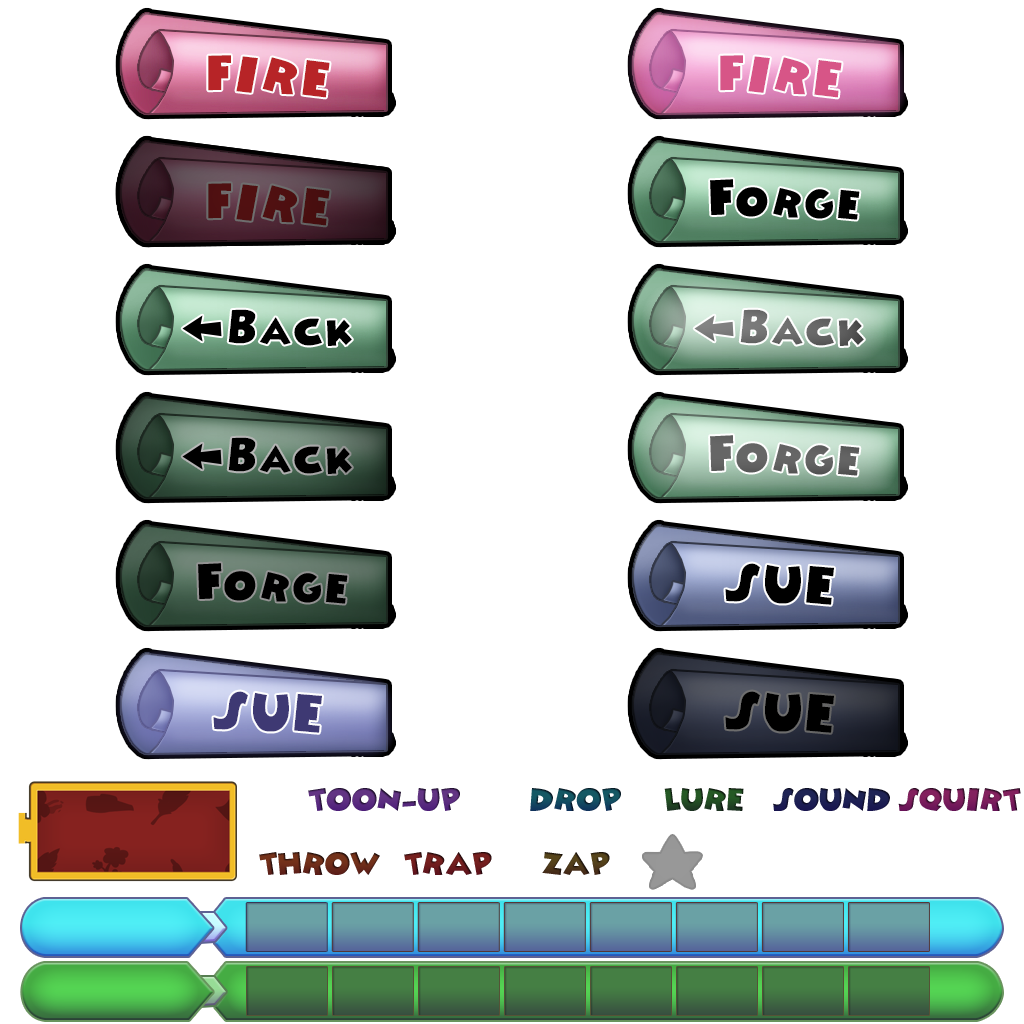 FIRE
FIRE
FIRE
FORGE
←BACK
←BACK
←BACK
FORGE
FORGE
SUE
SUE
SUE
TOON-UP DROP LURE SOUND SQUIRT
THROW TRAP ZAP